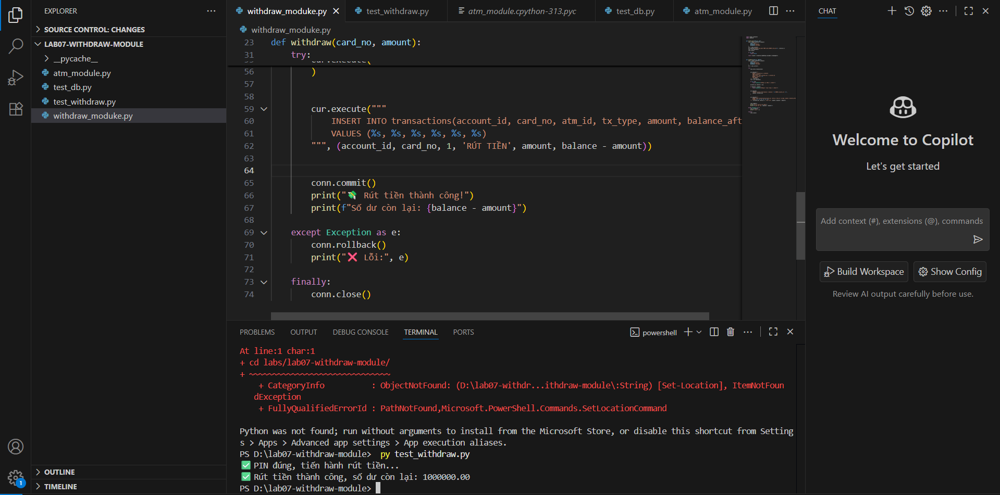 EXPLORER
SOURCE CONTROL: CHANGES
LAB07-WITHDRAW-MODULE
__pycache__
atm_module.py
test_db.py
test_withdraw.py
withdraw_moduke.py
OUTLINE
TIMELINE
1
withdraw_moduke.py
test_withdraw.py
atm_module.cpython-313.pyc
test_db.py
atm_module.py
withdraw_moduke.py
23 def withdraw(card_no, amount):
31 try:
cur.execute(
56 )
57
58
59 cur.execute("""
60 INSERT INTO transactions(account_id, card_no, atm_id, tx_type, amount, balance_aft
61 VALUES (%s, %s, %s, %s, %s, %s)
62 """, (account_id, card_no, 1, 'RÚT TIỀN', amount, balance - amount))
63
64
65 conn.commit()
66 print("💸 Rút tiền thành công!")
67 print(f"Số dư còn lại: {balance - amount}")
68
69 except Exception as e:
70 conn.rollback()
71 print("❌ Lỗi:", e)
72
73 finally:
74 conn.close()
PROBLEMS OUTPUT DEBUG CONSOLE TERMINAL PORTS
powershell
At line:1 char:1
+ cd labs/lab07-withdraw-module/
+ ~~~~~~~~~~~~~~~~~~~~~~~~~~~~~~
+ CategoryInfo : ObjectNotFound: (D:\lab07-withdr...ithdraw-module\:String) [Set-Location], ItemNotFoun
dException
+ FullyQualifiedErrorId : PathNotFound,Microsoft.PowerShell.Commands.SetLocationCommand
Python was not found; run without arguments to install from the Microsoft Store, or disable this shortcut from Setting
s > Apps > Advanced app settings > App execution aliases.
PS D:\lab07-withdraw-module> py test_withdraw.py
✅ PIN đúng, tiến hành rút tiền...
✅ Rút tiền thành công, số dư còn lại: 1000000.00
PS D:\lab07-withdraw-module>
CHAT
Welcome to Copilot
Let's get started
Add context (#), extensions (@), commands
Build Workspace
Show Config
Review AI output carefully before use.